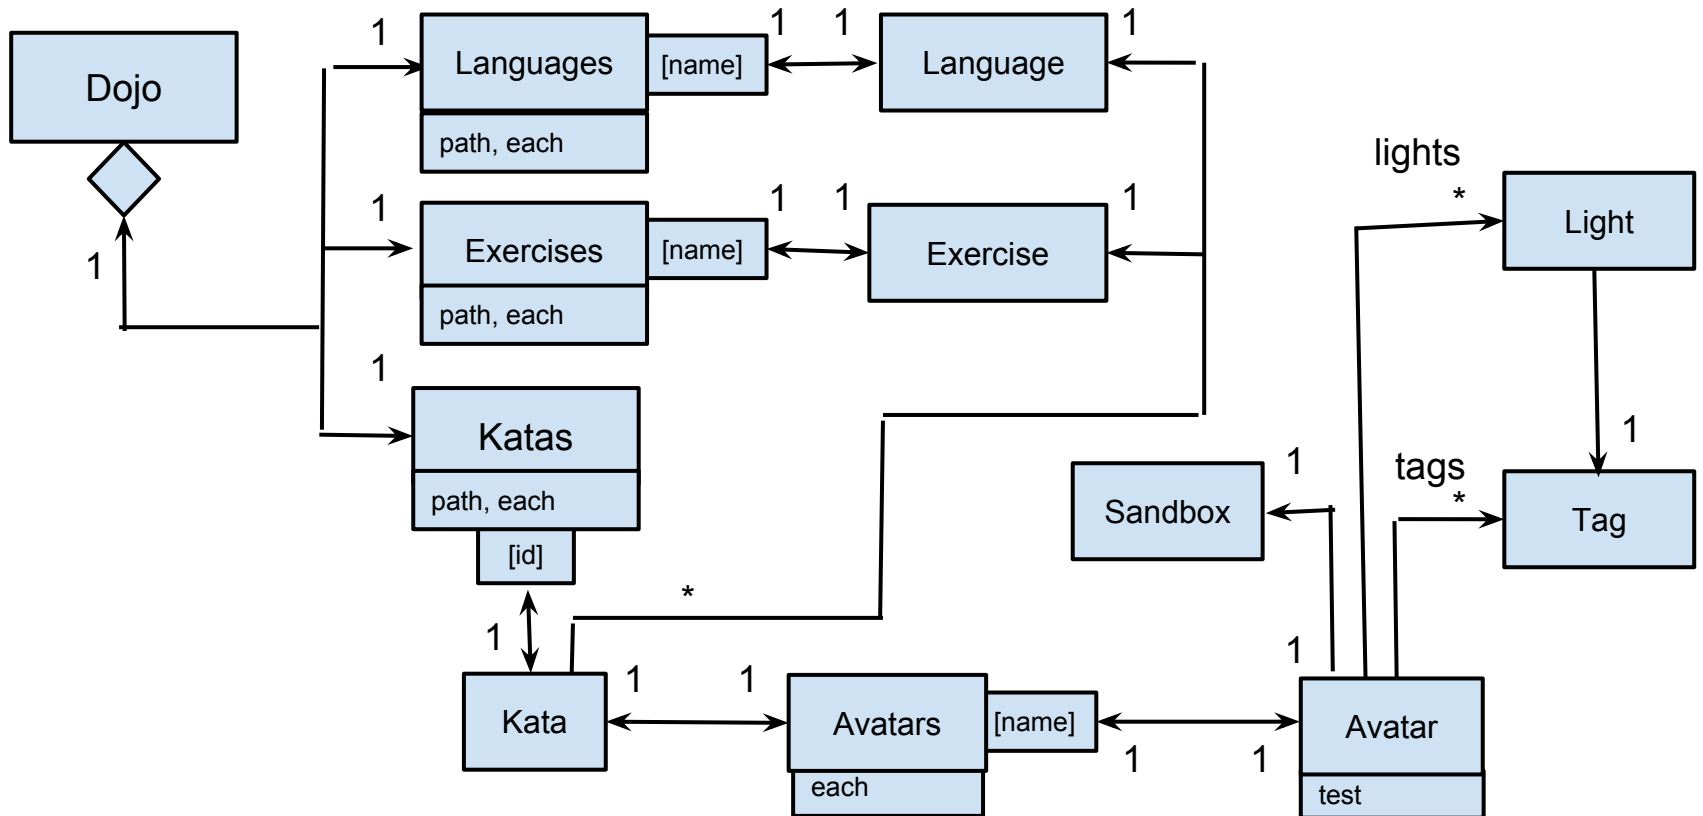 Dojo
1
1
Languages
[name]
path, each
1
1
Language
1
1
Exercises
[name]
path, each
1
1
Exercise
1
1
Katas
path, each
[id]
1
*
Kata
1
1
Avatars
[name]
each
1
1
1
Avatar
test
Sandbox
1
lights
*
Light
1
tags
*
Tag